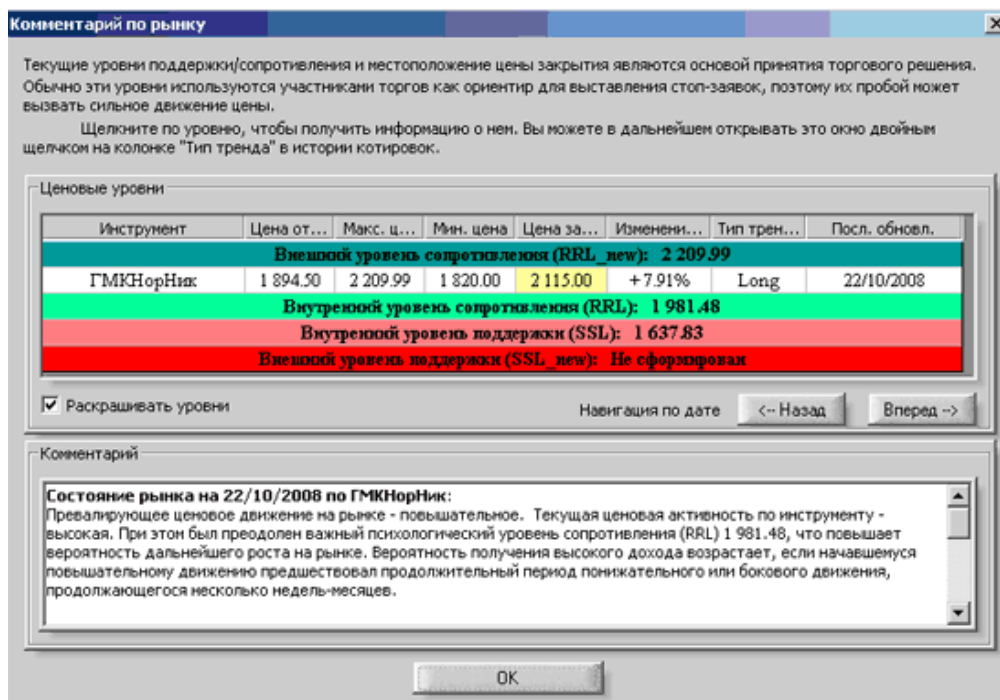 Комментарий по рынку
Текущие уровни поддержки/сопротивления и местоположение цены закрытия являются основой принятия торгового решения.
Обычно эти уровни используются участниками торгов как ориентир для выставления стоп-заявок, поэтому их пробой может
вызвать сильное движение цены.
Щелкните по уровню, чтобы получить информацию о нем. Вы можете в дальнейшем открывать это окно двойным
щелчком на колонке "Тип тренда" в истории котировок.
Ценовые уровни
Инструмент Цена от... Макс. ц... Мин. цена Цена за... Изменени... Тип трен... Посл. обновл.
Внешний уровень сопротивления (RRL_new): 2 209.99
ГМКНорНик 1 894.50 2 209.99 1 820.00 2 115.00 +7.91% Long 22/10/2008
Внутренний уровень сопротивления (RRL): 1 981.48
Внутренний уровень поддержки (SSL): 1 637.83
Внешний уровень поддержки (SSL_new): Не сформирован
Раскрашивать уровни Навигация по дате <-- Назад Вперед -->
Комментарий
Состояние рынка на 22/10/2008 по ГМКНорНик:
Превалирующее ценовое движение на рынке - повышательное. Текущая ценовая активность по инструменту -
высокая. При этом был преодолен важный психологический уровень сопротивления (RRL) 1 981.48, что повышает
вероятность дальнейшего роста на рынке. Вероятность получения высокого дохода возрастает, если начавшемуся
повышательному движению предшествовал продолжительный период понижательного или бокового движения,
продолжающегося несколько недель-месяцев.
OK